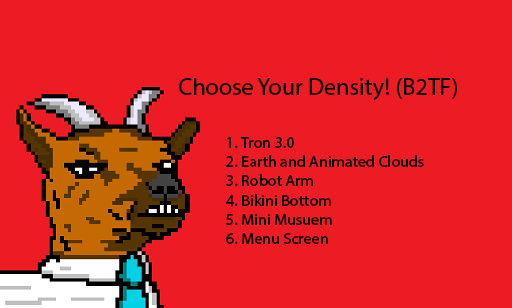 Choose Your Density! (B2TF)
1. Tron 3.0
2. Earth and Animated Clouds
3. Robot Arm
4. Bikini Bottom
5. Mini Musuem
6. Menu Screen